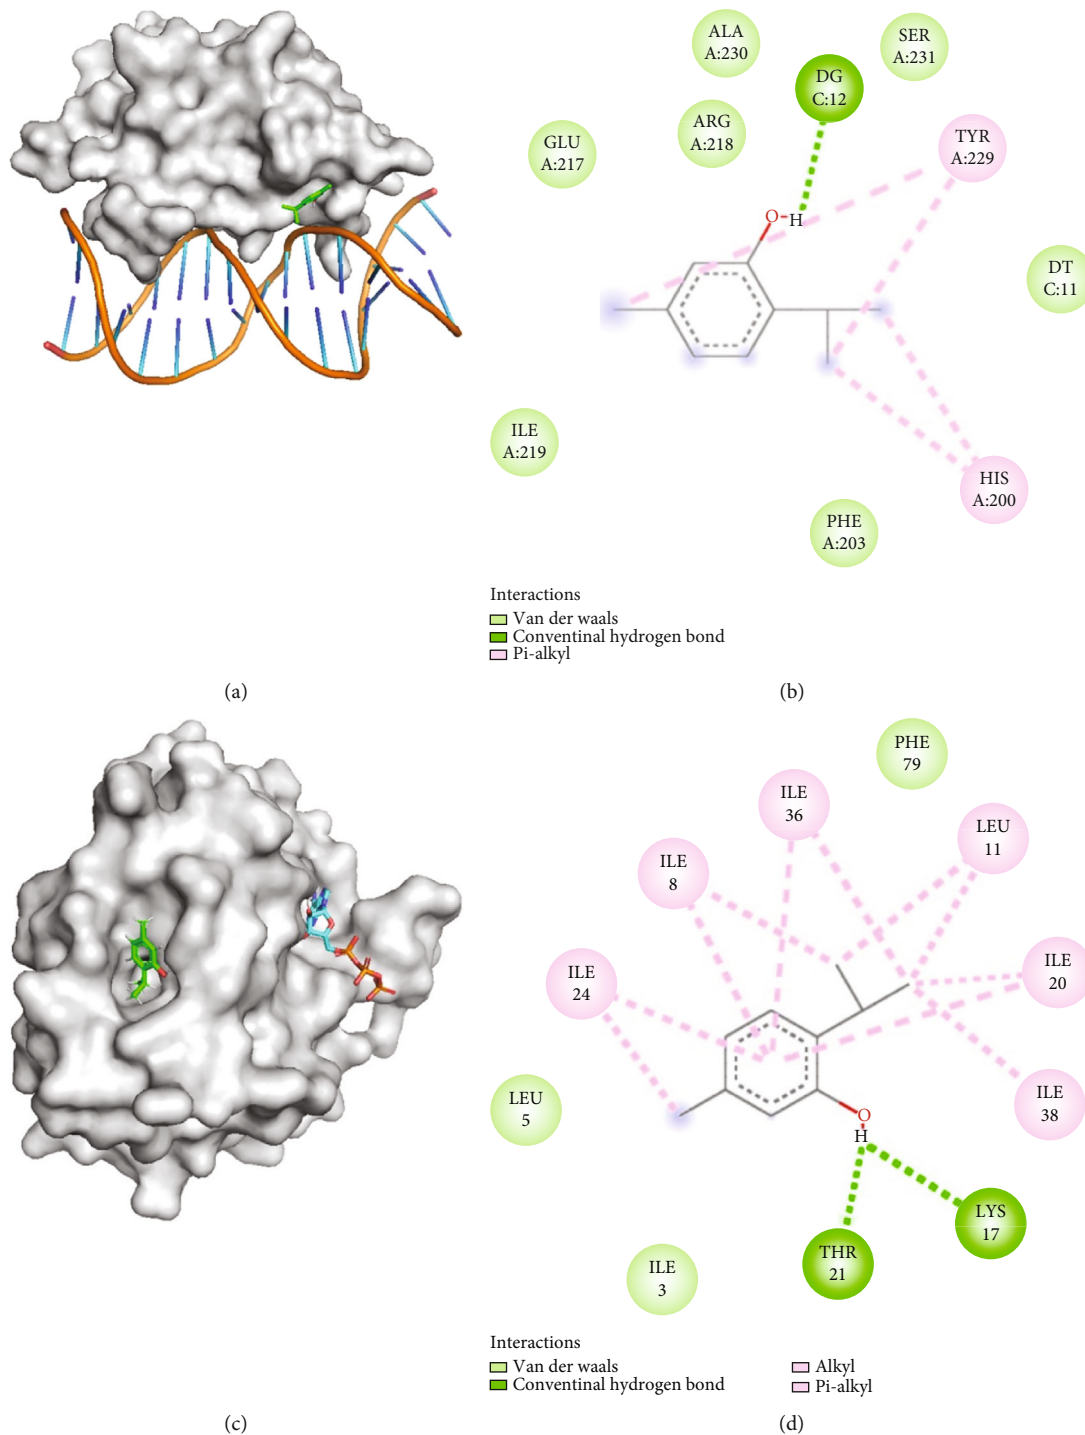 ALA
A:230
SER
A:231
DG
C:12
GLU
A:217
ARG
A:218
TYR
A:229
O
H
DT
C:11
ILE
A:219
HIS
A:200
PHE
A:203
Interactions
Van der waals
Conventinal hydrogen bond
Pi-alkyl
(a)
(b)
PHE
79
ILE
36
LEU
11
ILE
8
ILE
24
ILE
20
LEU
5
ILE
38
O
H
LYS
17
THR
21
ILE
3
Interactions
Van der waals
Conventinal hydrogen bond
Alkyl
Pi-alkyl
(c)
(d)